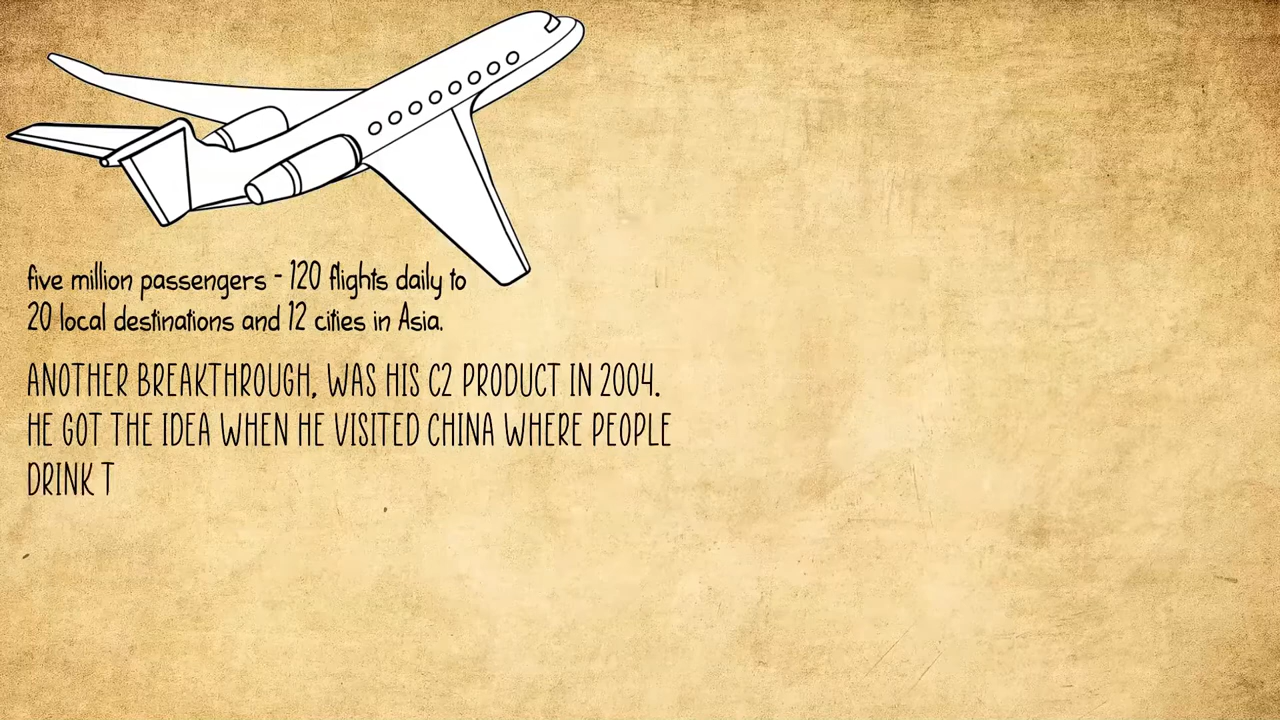 five million passengers - 120 flights daily to
20 local destinations and 12 cities in Asia.
ANOTHER BREAKTHROUGH, WAS HIS C2 PRODUCT IN 2004.
HE GOT THE IDEA WHEN HE VISITED CHINA WHERE PEOPLE
DRINK T